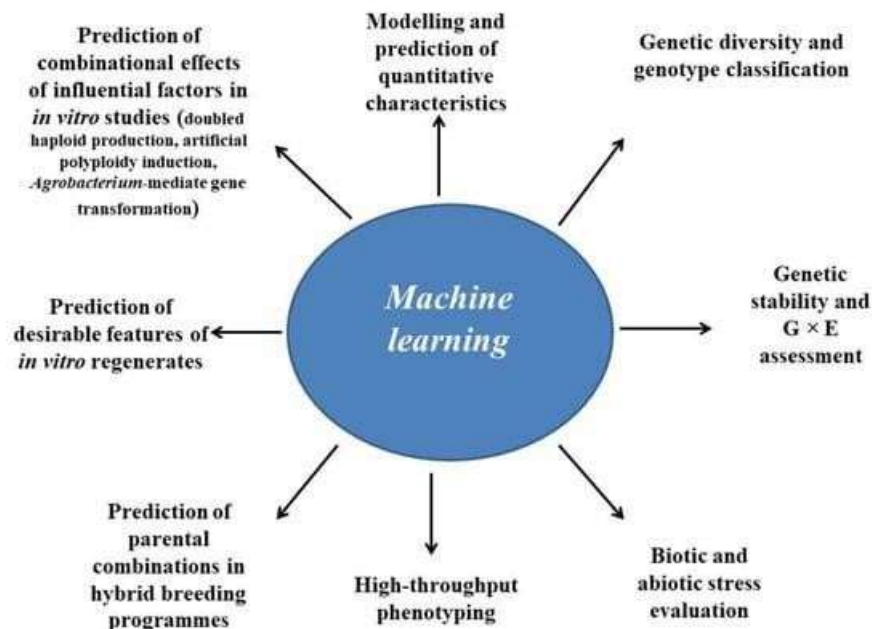 Prediction of
combinational effects
of influential factors in
in vitro studies (doubled
haploid production, artificial
polyploidy induction,
Agrobacterium-mediate gene
transformation)
Modelling and
prediction of
quantitative
characteristics
Genetic diversity and
genotype classification
Prediction of
desirable features of
in vitro regenerates
Machine
learning
Genetic
stability and
G × E
assessment
Prediction of
parental
combinations in
hybrid breeding
programmes
High-throughput
phenotyping
Biotic and
abiotic stress
evaluation